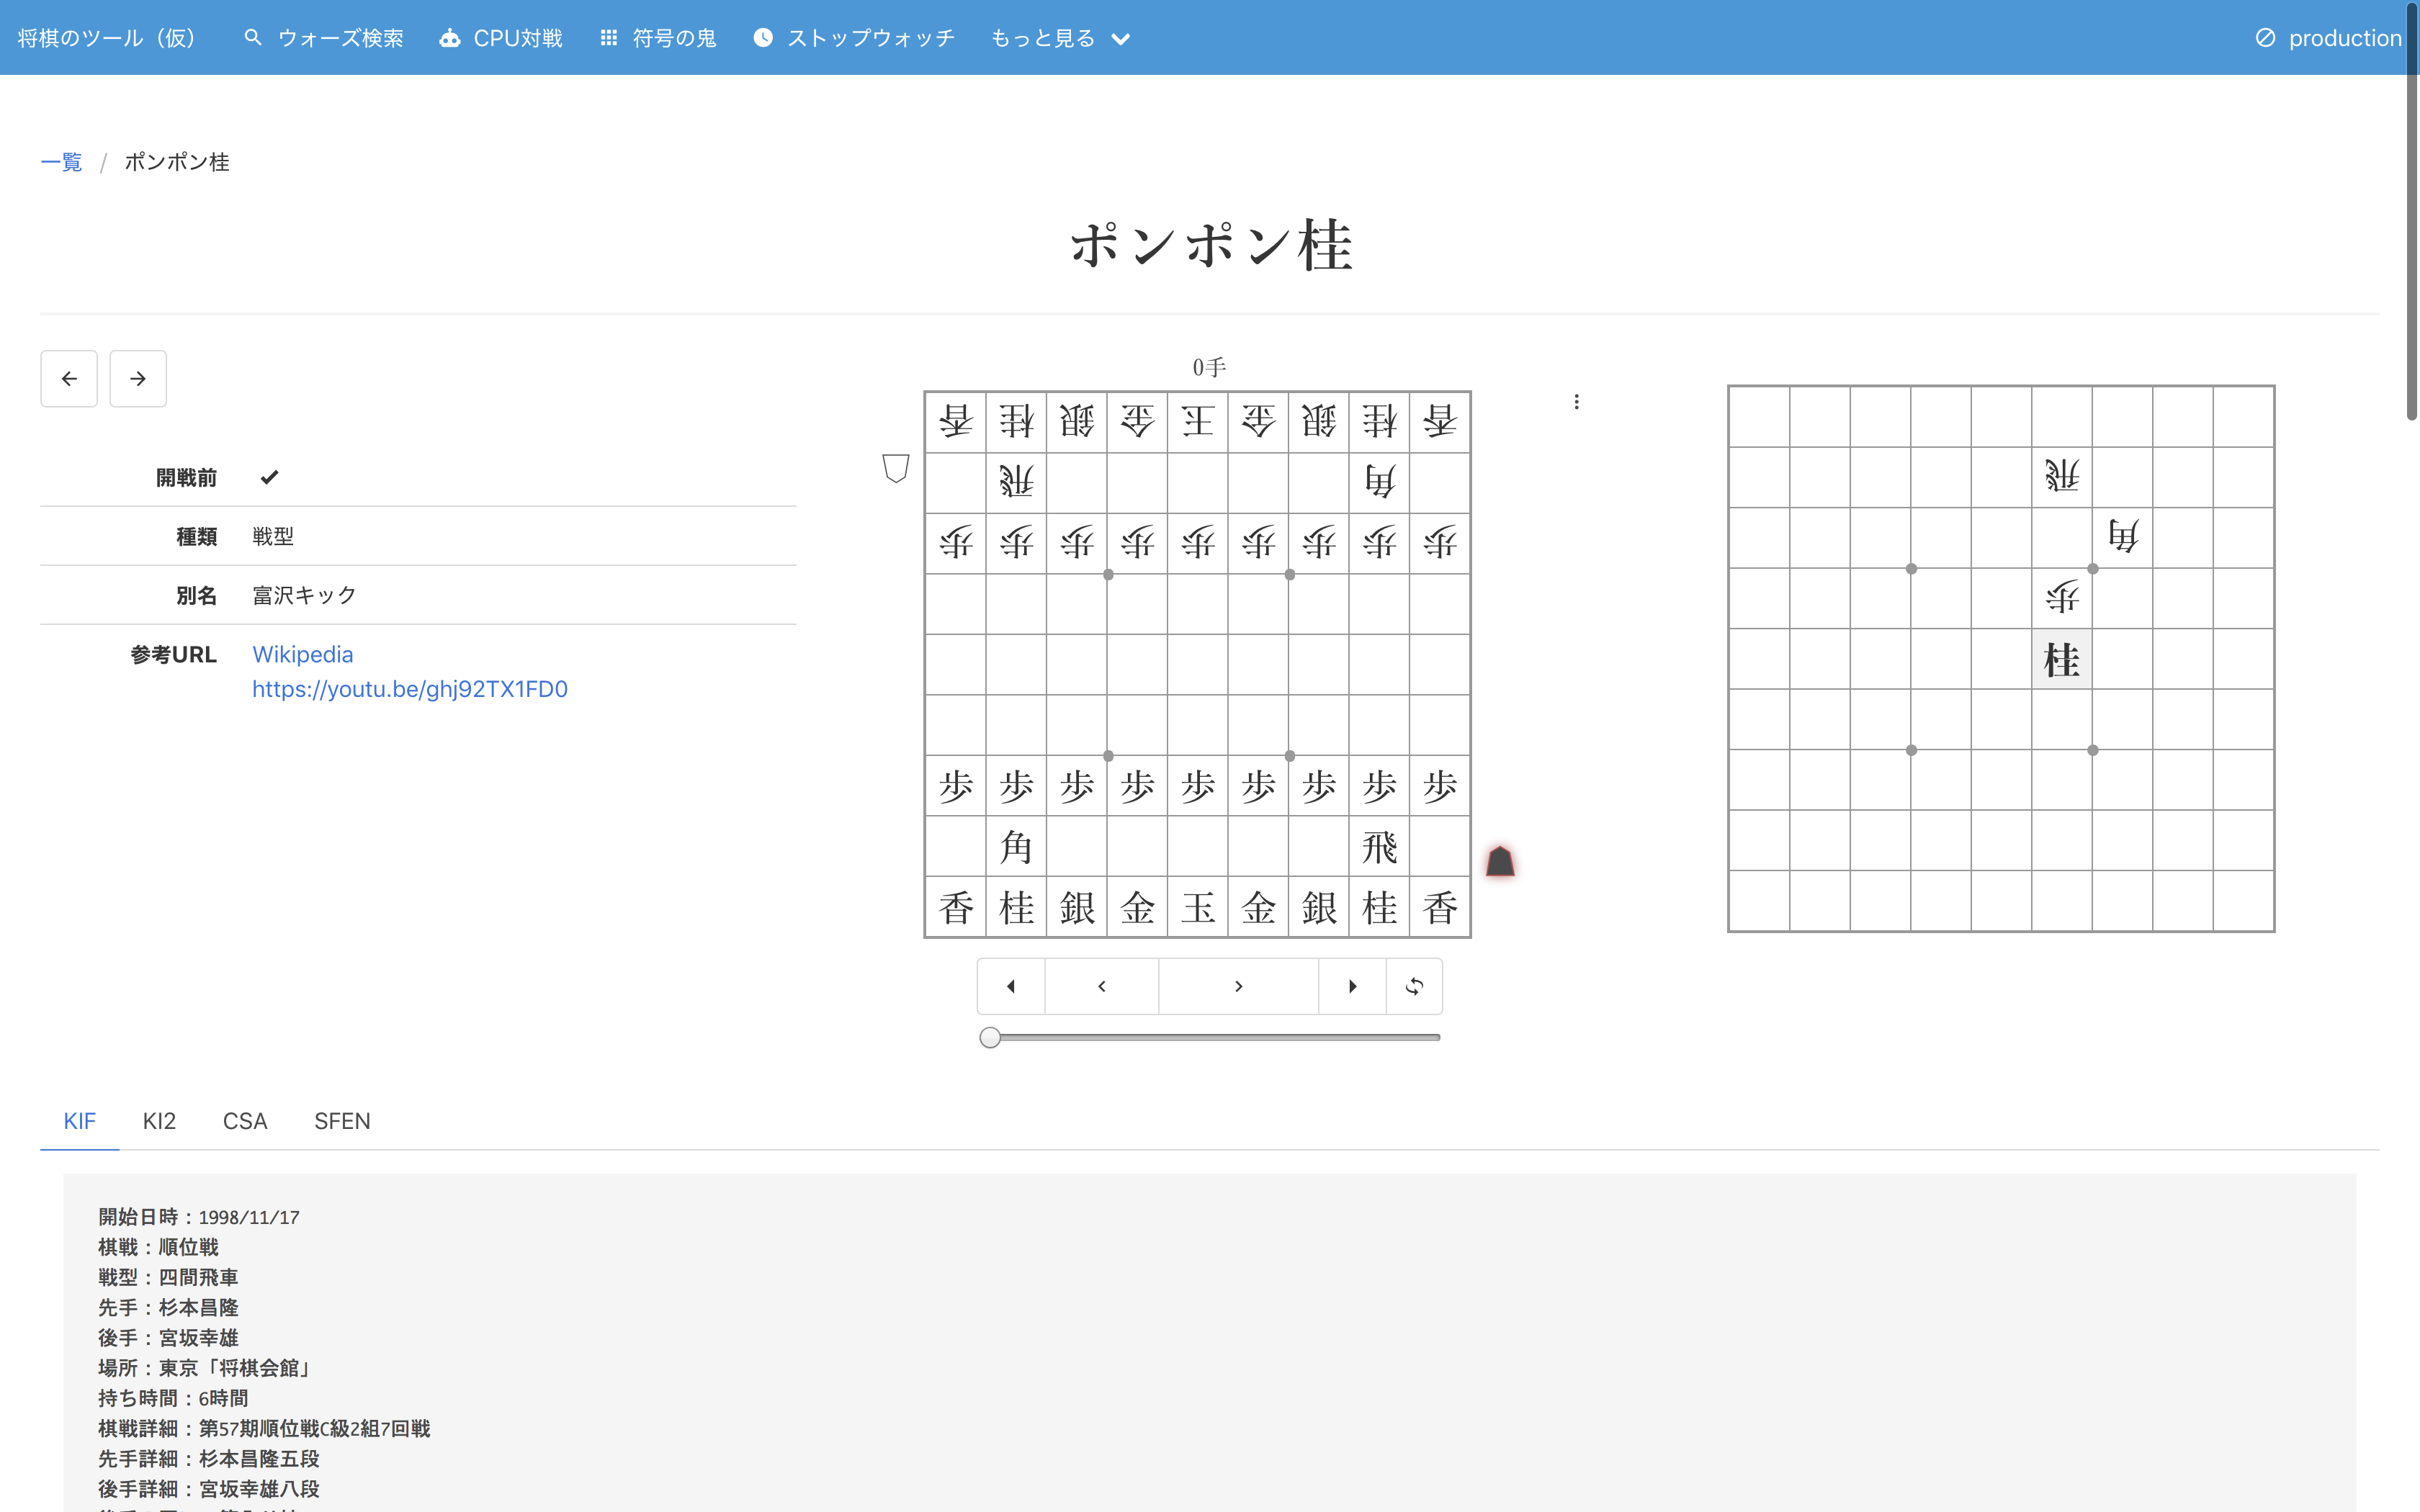 将棋のツール（仮） ウォーズ検索 CPU対戦 符号の鬼 ストップウォッチ もっと見る production
一覧 / ポンポン桂
ポンポン桂
開戦前
種類 戦型
別名 富沢キック
参考URL Wikipedia
https://youtu.be/ghj92TX1FD0
0手
香 桂 銀 金 王 金 銀 桂 香
飛 角
歩 歩 歩 歩 歩 歩 歩 歩 歩
歩 歩 歩 歩 歩 歩 歩 歩 歩
角 飛
香 桂 銀 金 玉 金 銀 桂 香
飛
角
歩
桂
KIF KI2 CSA SFEN
開始日時：1998/11/17
棋戦：順位戦
戦型：四間飛車
先手：杉本昌隆
後手：宮坂幸雄
場所：東京「将棋会館」
持ち時間：6時間
棋戦詳細：第57期順位戦C級2組7回戦
先手詳細：杉本昌隆五段
後手詳細：宮坂幸雄八段